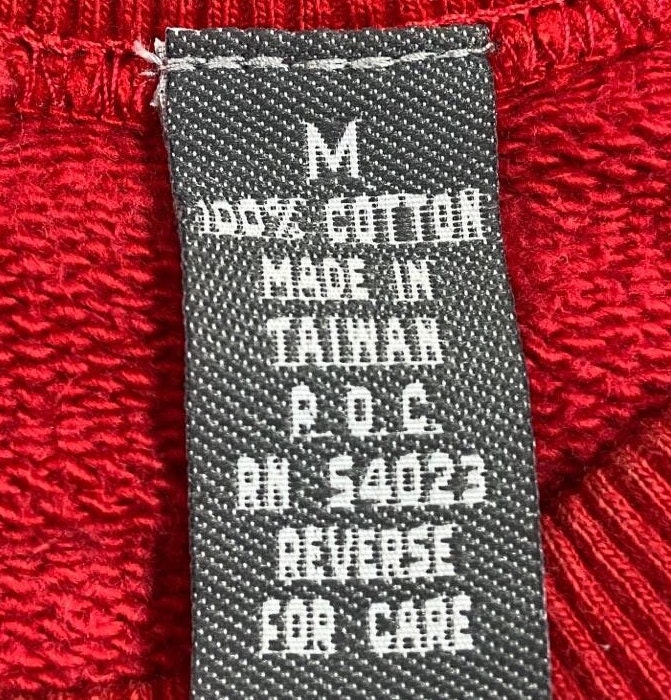 M
100% COTTON
MADE IN
TAIWAN
R.O.C.
RN 54023
REVERSE
FOR CARE